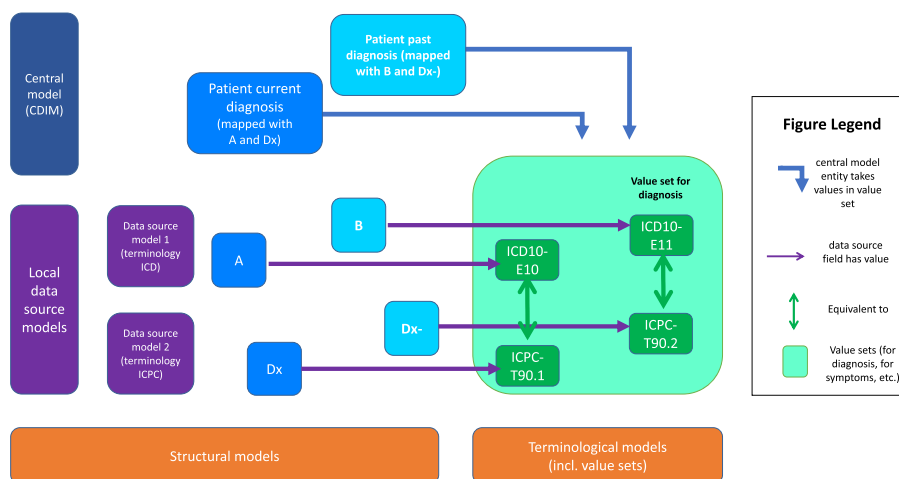 Central
model
(CDIM)
Patient past
diagnosis (mapped
with B and Dx-)
Patient current
diagnosis
(mapped with
A and Dx)
Local
data
source
models
Data source
model 1
(terminology
ICD)
Data source
model 2
(terminology
ICPC)
A
B
Dx-
Dx
Value set for
diagnosis
ICD10-
E11
ICD10-
E10
ICPC-
T90.2
ICPC-
T90.1
Structural models
Terminological models
(incl. value sets)
Figure Legend
central model
entity takes
values in value
set
data source
field has value
Equivalent to
Value sets (for
diagnosis, for
symptoms, etc.)